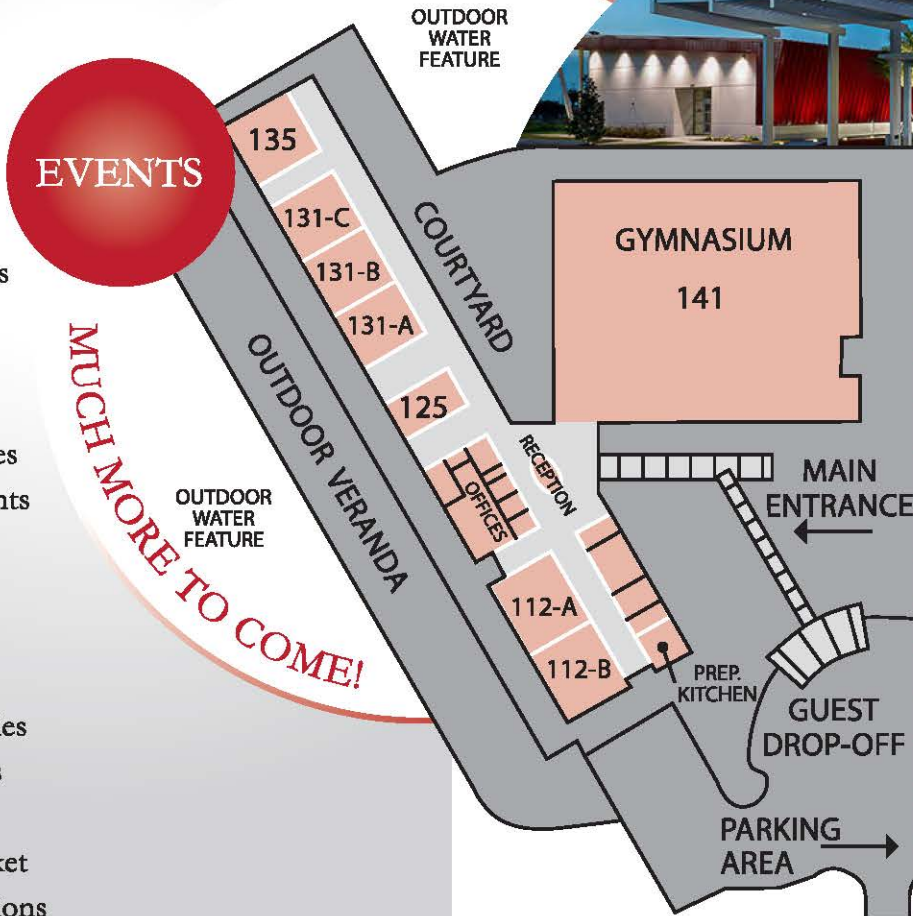 OUTDOOR
WATER
FEATURE
EVENTS
135
131-C
131-B
131-A
125
COURTYARD
GYMNASIUM
141
OUTDOOR VERANDA
RECEPTION
OFFICES
MAIN
ENTRANCE
OUTDOOR
WATER
FEATURE
MUCH MORE TO COME!
112-A
112-B
PREP.
KITCHEN
GUEST
DROP-OFF
PARKING
AREA